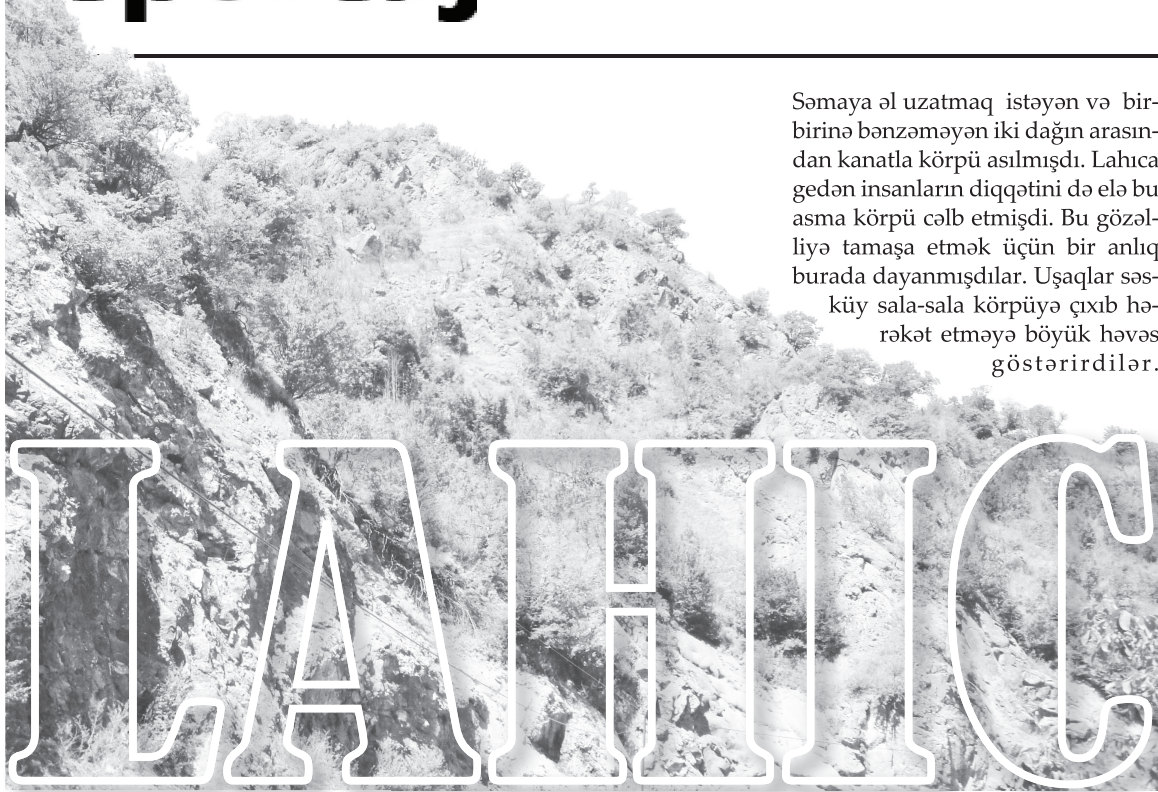 Səmaya əl uzatmaq istəyən və bir-
birinə bənzəməyən iki dağın arasın-
dan kanatla körpü asılmışdı. Lahıca
gedən insanların diqqətini də elə bu
asma körpü cəlb etmişdi. Bu gözəl-
liyə tamaşa etmək üçün bir anlıq
burada dayanmışdılar. Uşaqlar səs-
küy sala-sala körpüyə çıxıb hə-
rəkət etməyə böyük həvəs
göstərirdilər.
LAHIC